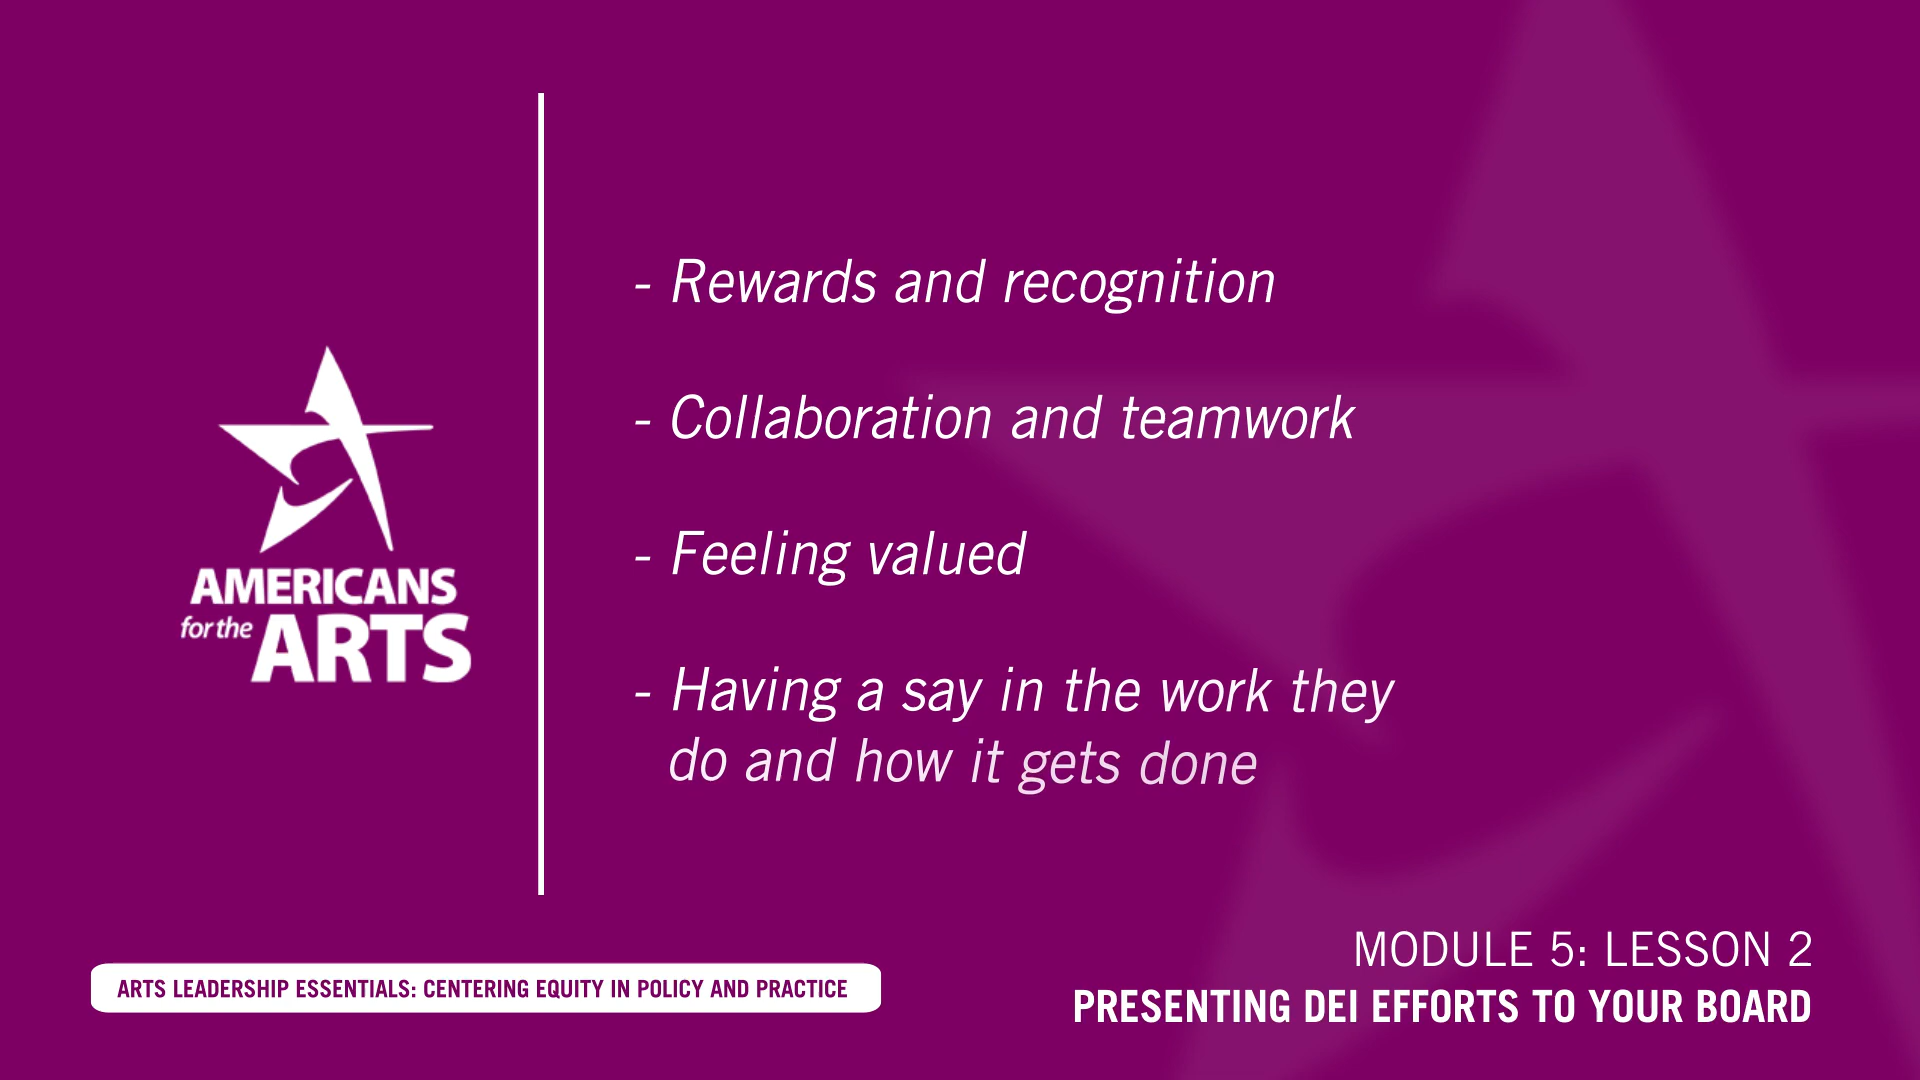 - Rewards and recognition
- Collaboration and teamwork
- Feeling valued
- Having a say in the work they
do and how it gets done
AMERICANS
for the ARTS
ARTS LEADERSHIP ESSENTIALS: CENTERING EQUITY IN POLICY AND PRACTICE
MODULE 5: LESSON 2
PRESENTING DEI EFFORTS TO YOUR BOARD